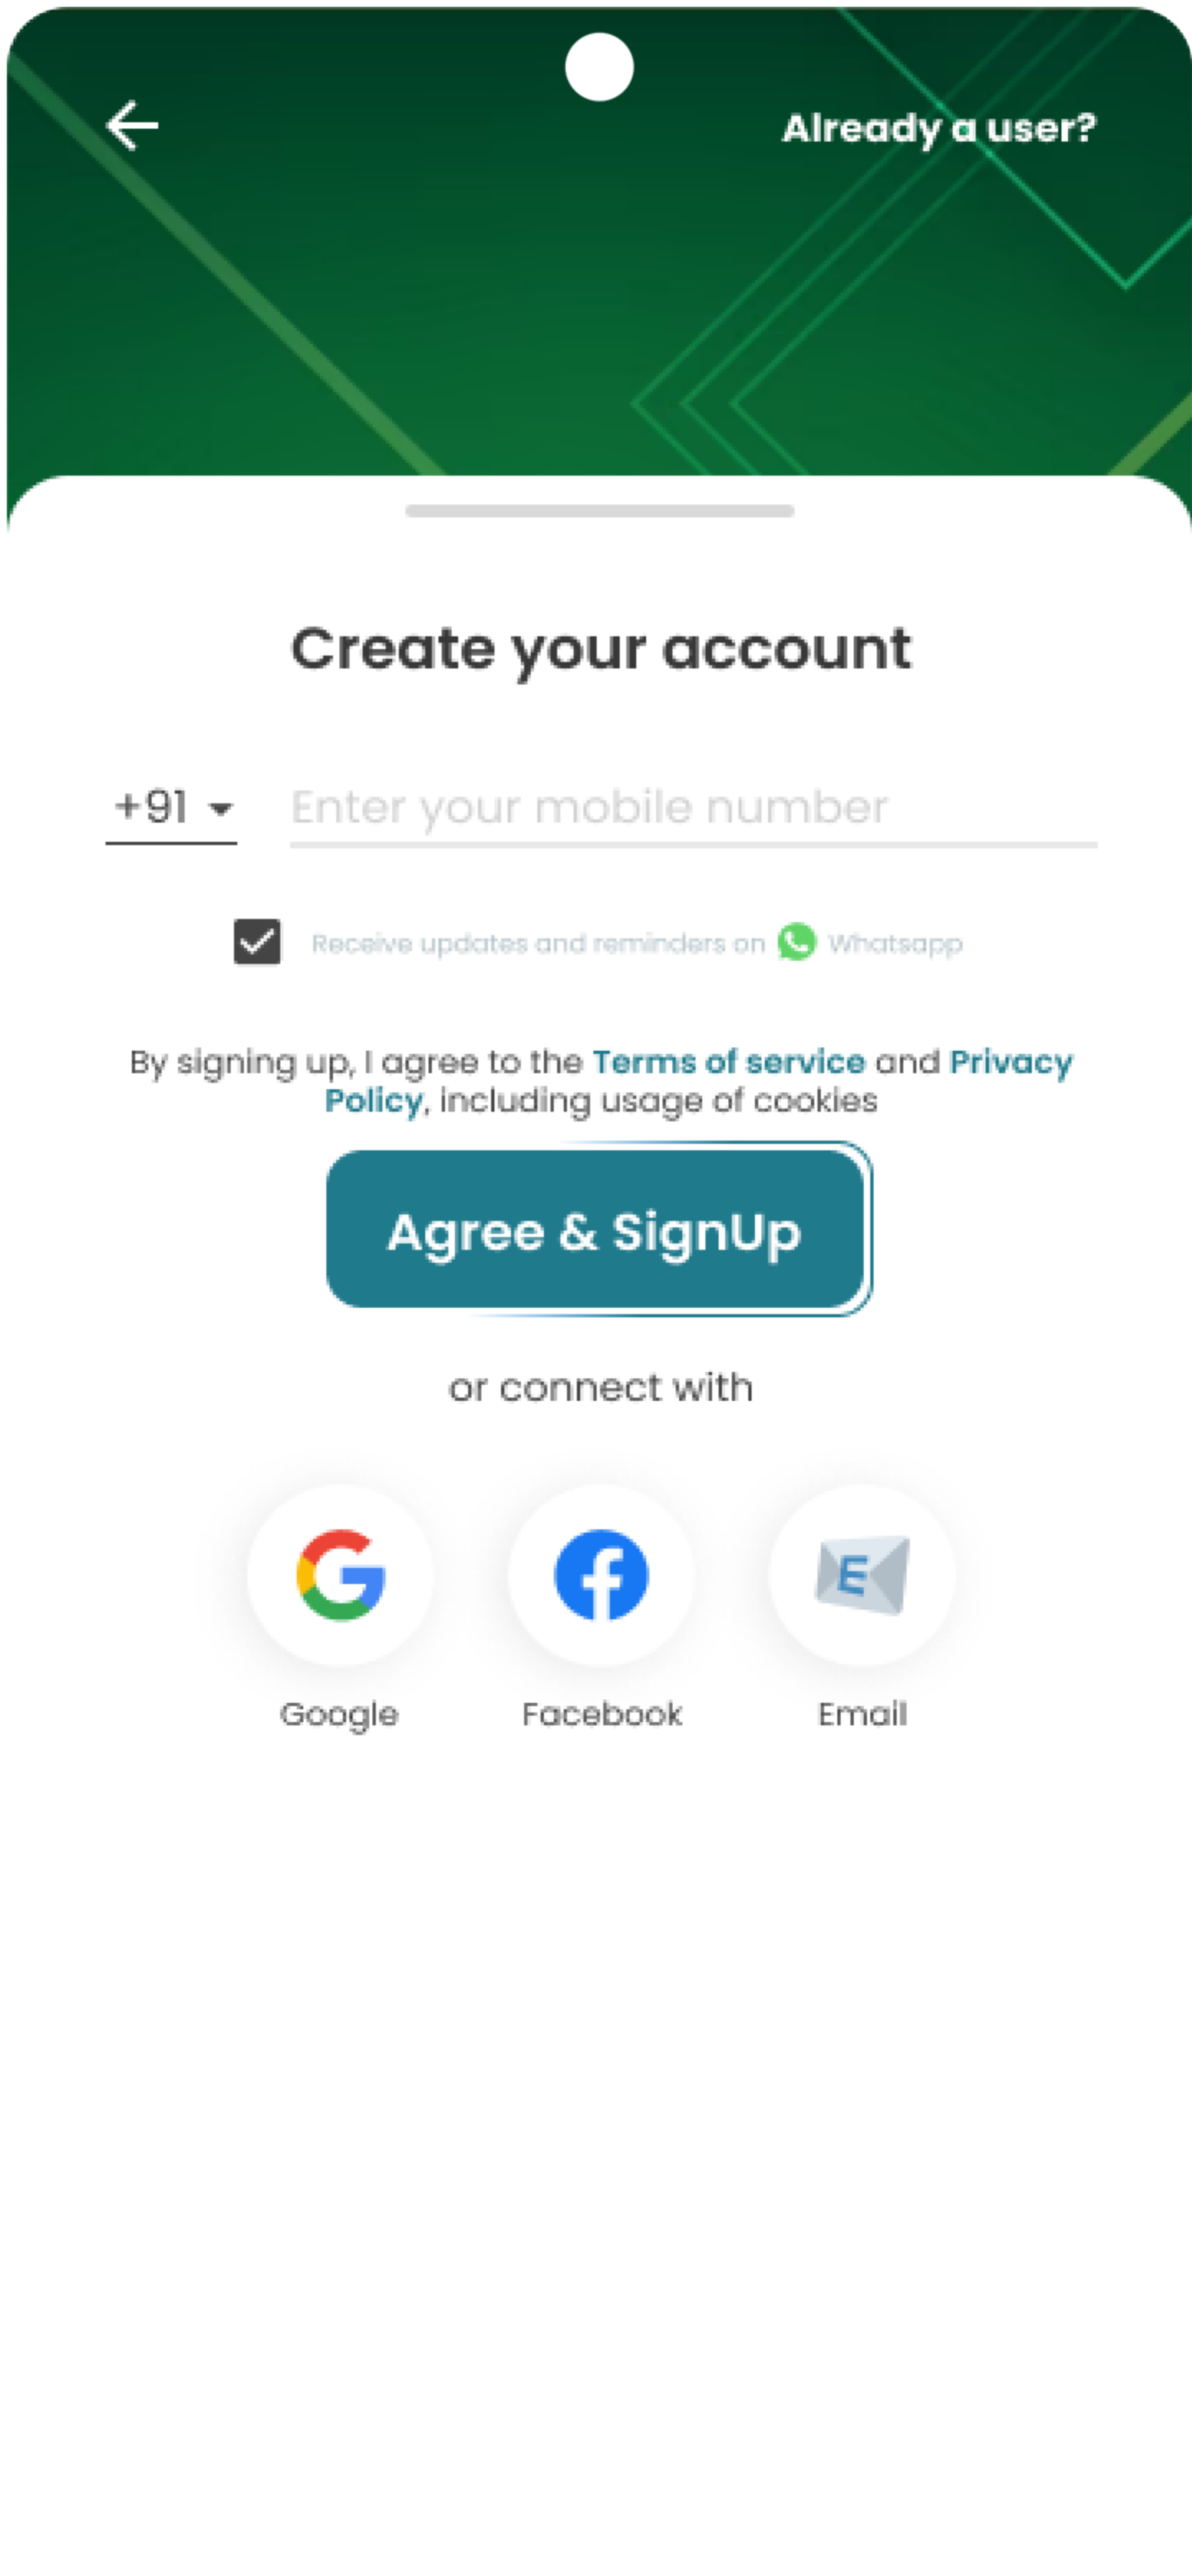 Already a user?
Create your account
+91
Enter your mobile number
Receive updates and reminders on Whatsapp
By signing up, I agree to the Terms of service and Privacy
Policy, including usage of cookies
Agree & SignUp
or connect with
E
Google Facebook Email